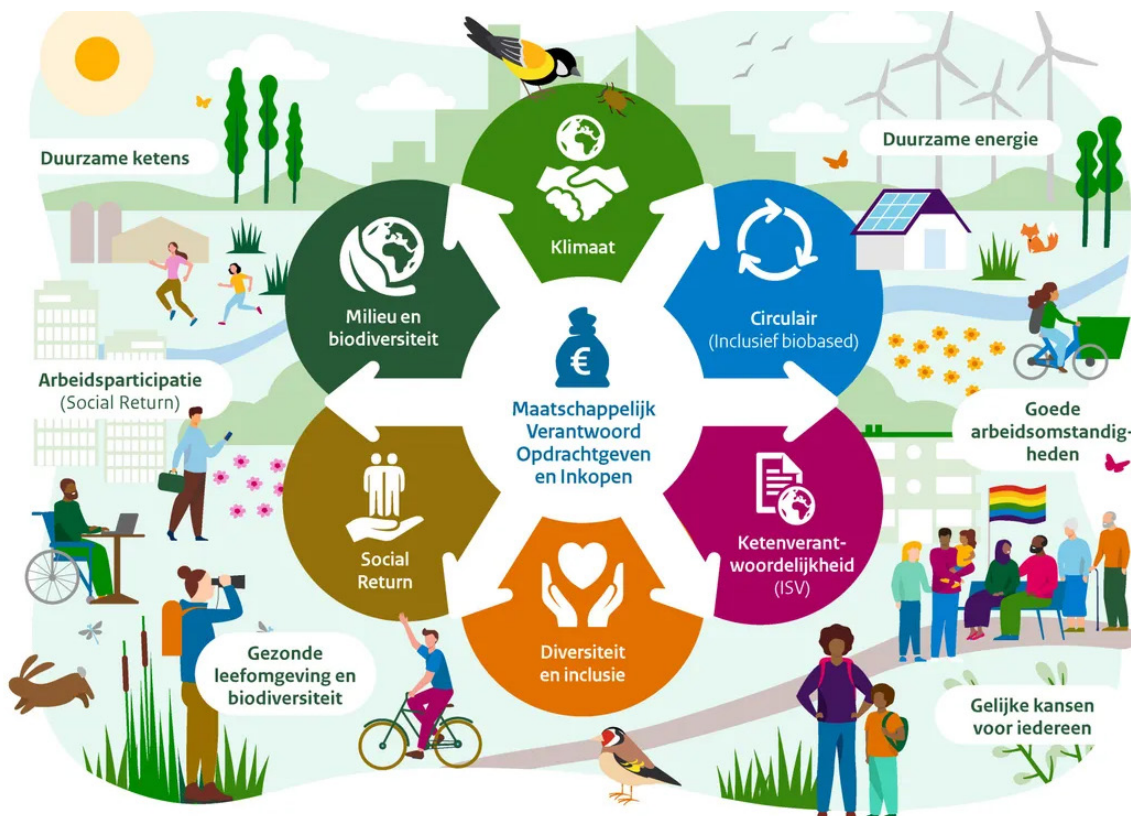 Duurzame ketens
Duurzame energie
Klimaat
Milieu en
biodiversiteit
Circulair
(Inclusief biobased)
Arbeidsparticipatie
(Social Return)
€
Maatschappelijk
Verantwoord
Opdrachtgeven
en Inkopen
Goede
arbeidsomstandig-
heden
Social
Return
Ketenverant-
woordelijkheid
(ISV)
Diversiteit
en inclusie
Gezonde
leefomgeving en
biodiversiteit
Gelijke kansen
voor iedereen